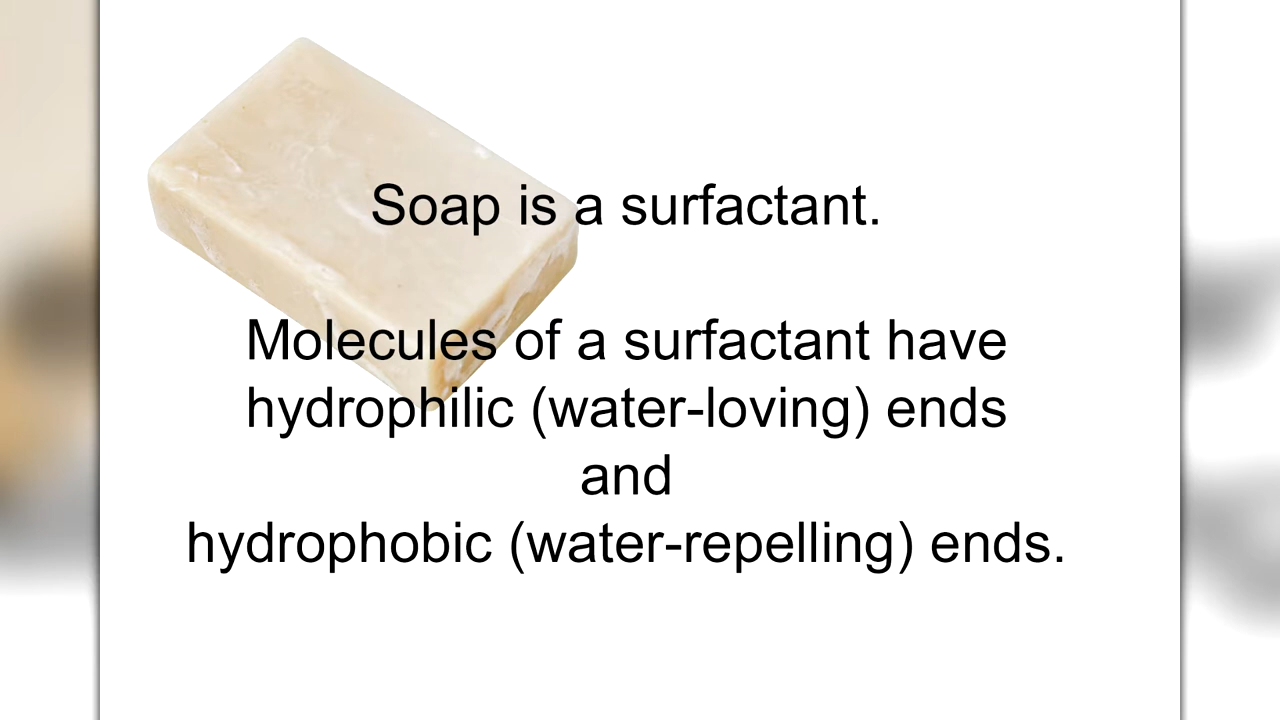 Soap is a surfactant.
Molecules of a surfactant have
hydrophilic (water-loving) ends
and
hydrophobic (water-repelling) ends.